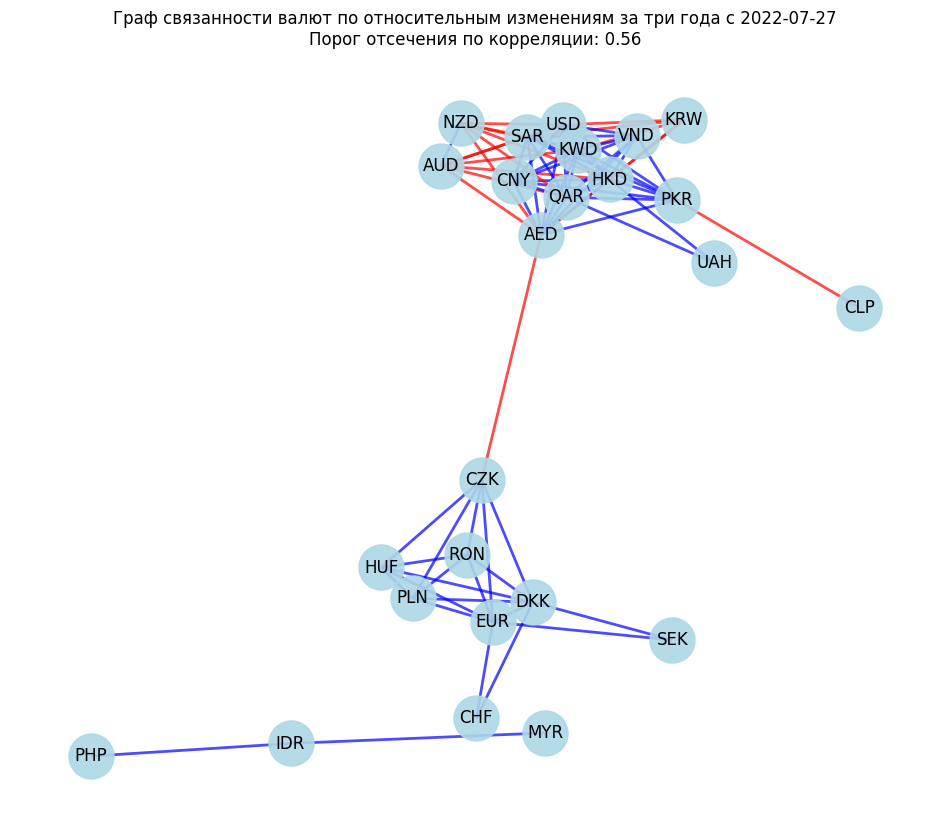 Граф связанности валют по относительным изменениям за три года с 2022-07-27
Порог отсечения по корреляции: 0.56
NZD
USD
KRW
SAR
VND
KWD
AUD
CNY
HKD
QAR
PKR
AED
UAH
CLP
CZK
RON
HUF
PLN
DKK
EUR
SEK
CHF
MYR
IDR
PHP